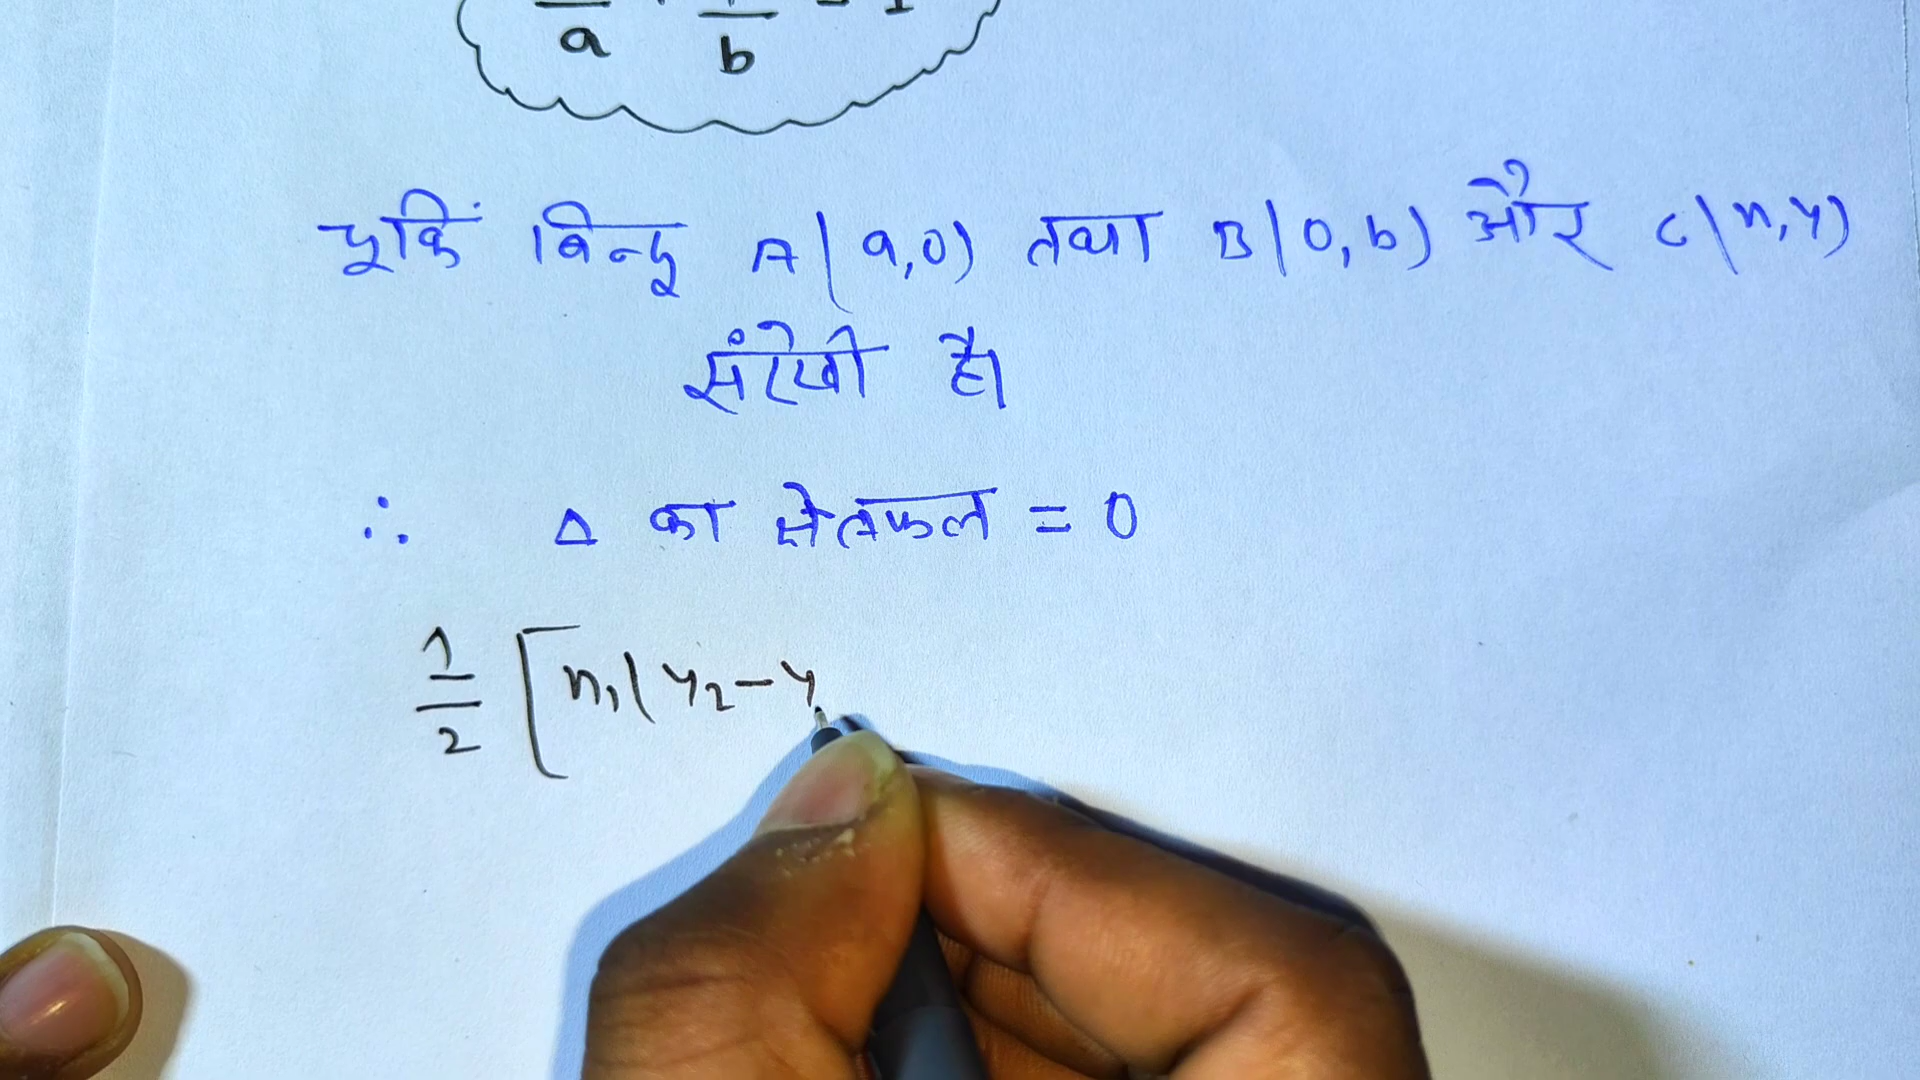 a b
चूकिं बिन्दू A(a,0) तथा B(0,b) और C(x,y)
संरेखी है।
∴ Δ का क्षेत्रफल = 0
1/2 [x₁(y₂-y